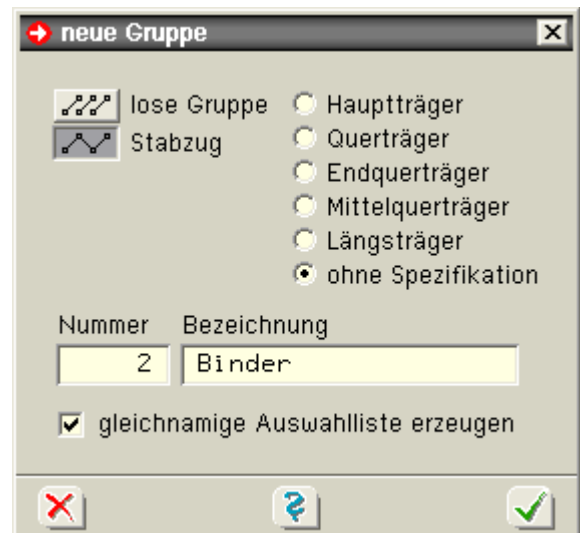 neue Gruppe
lose Gruppe
Stabzug
Hauptträger
Querträger
Endquerträger
Mittelquerträger
Längsträger
ohne Spezifikation
Nummer Bezeichnung
2 Binder
gleichnamige Auswahlliste erzeugen